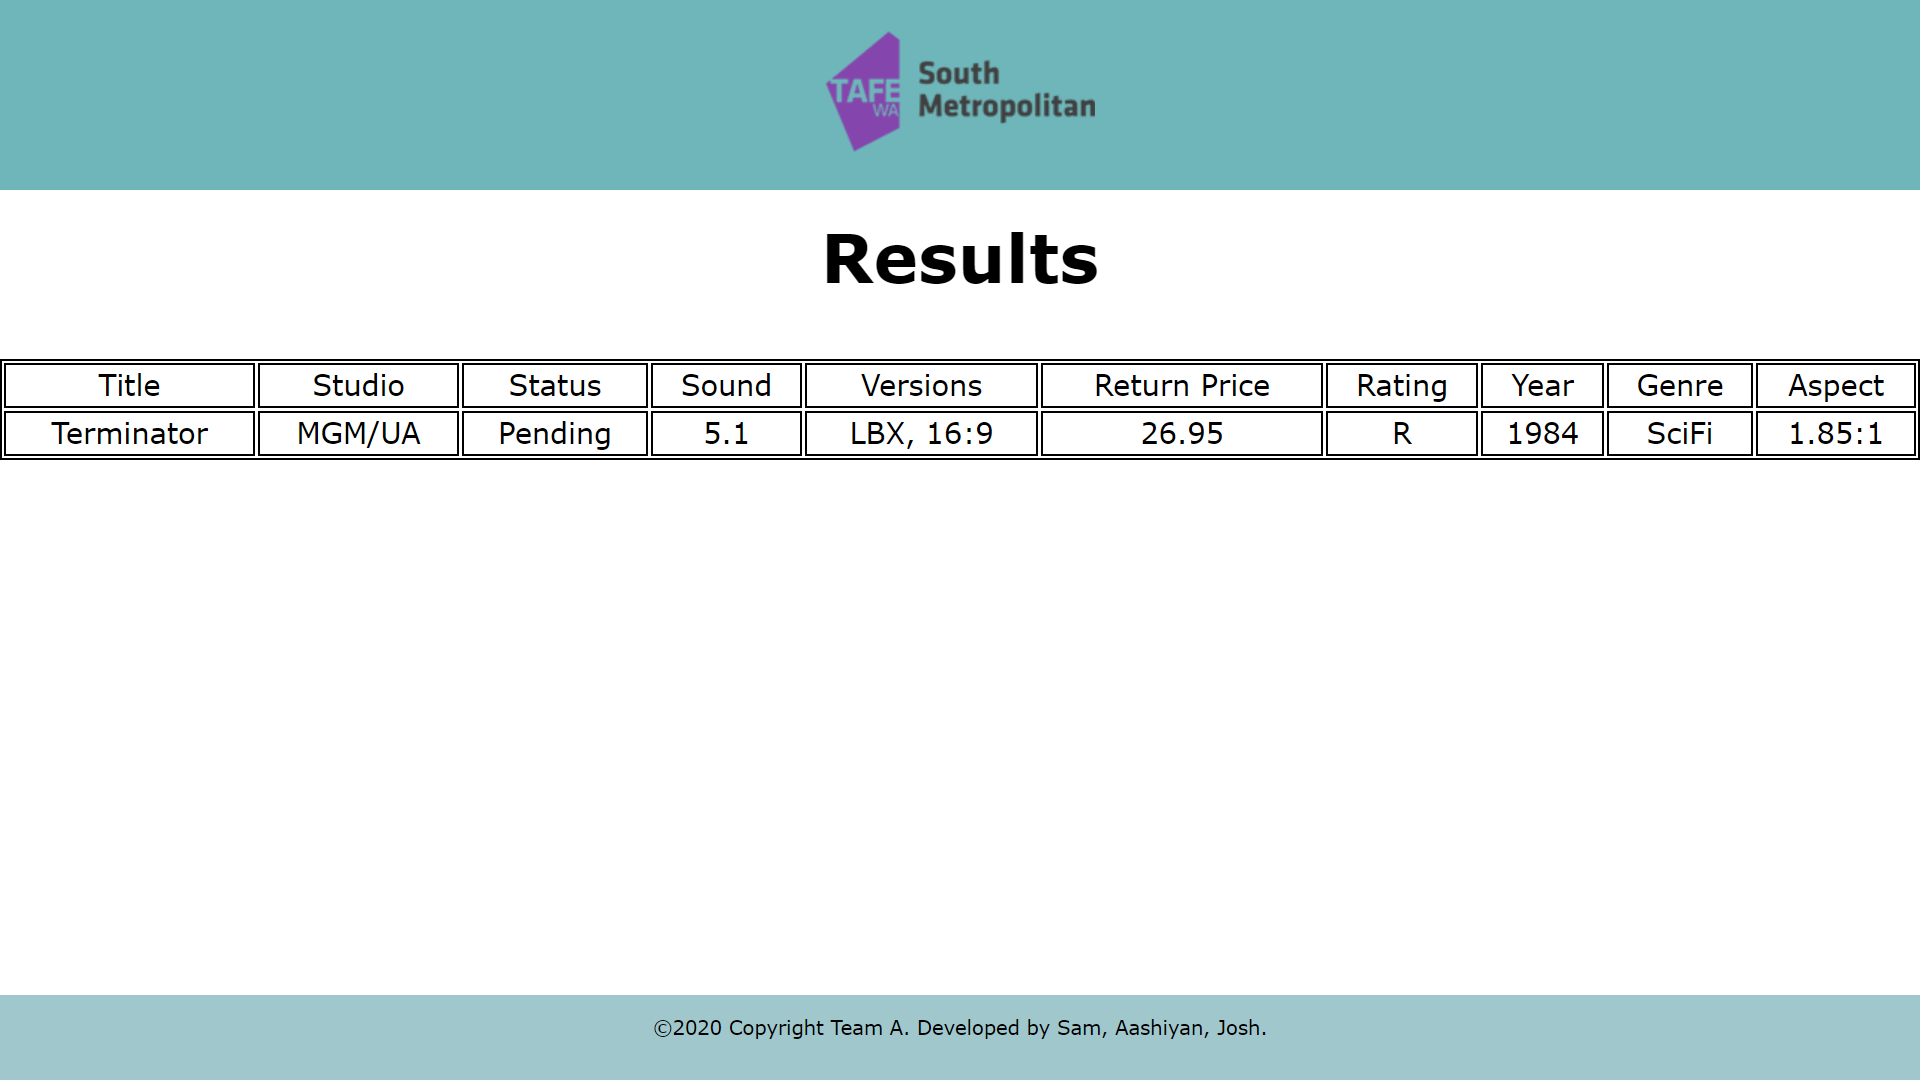 TAFE
WA
South
Metropolitan
Results
Title Studio Status Sound Versions Return Price Rating Year Genre Aspect
Terminator MGM/UA Pending 5.1 LBX, 16:9 26.95 R 1984 SciFi 1.85:1
©2020 Copyright Team A. Developed by Sam, Aashiyan, Josh.